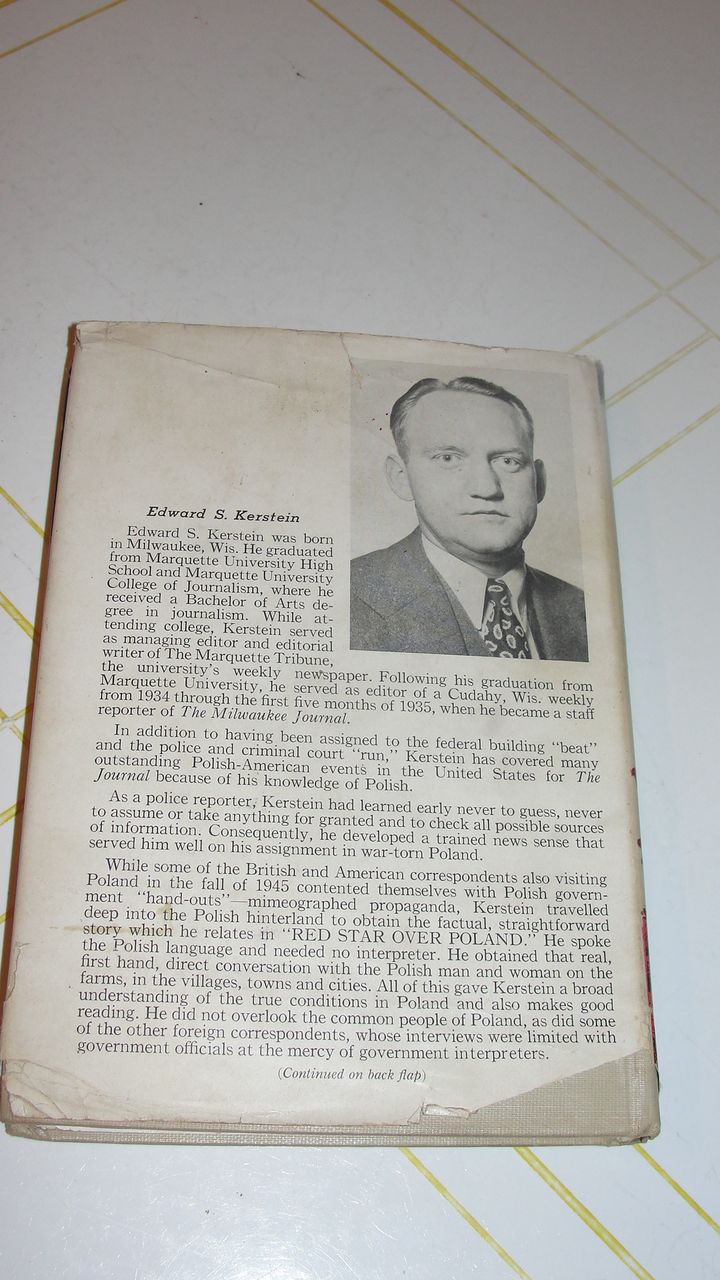 Edward S. Kerstein
Edward S. Kerstein was born
in Milwaukee, Wis. He graduated
from Marquette University High
School and Marquette University
College of Journalism, where he
received a Bachelor of Arts de-
gree in journalism. While at-
tending college, Kerstein served
as managing editor and editorial
writer of The Marquette Tribune,
the university's weekly newspaper. Following his graduation from
Marquette University, he served as editor of a Cudahy, Wis. weekly
from 1934 through the first five months of 1935, when he became a staff
reporter of The Milwaukee Journal.
In addition to having been assigned to the federal building "beat"
and the police and criminal court "run," Kerstein has covered many
outstanding Polish-American events in the United States for The
Journal because of his knowledge of Polish.
As a police reporter, Kerstein had learned early never to guess, never
to assume or take anything for granted and to check all possible sources
of information. Consequently, he developed a trained news sense that
served him well on his assignment in war-torn Poland.
While some of the British and American correspondents also visiting
Poland in the fall of 1945 contented themselves with Polish govern-
ment "hand-outs"—mimeographed propaganda, Kerstein travelled
deep into the Polish hinterland to obtain the factual, straightforward
story which he relates in "RED STAR OVER POLAND." He spoke
the Polish language and needed no interpreter. He obtained that real,
first hand, direct conversation with the Polish man and woman on the
farms, in the villages, towns and cities. All of this gave Kerstein a broad
understanding of the true conditions in Poland and also makes good
reading. He did not overlook the common people of Poland, as did some
of the other foreign correspondents, whose interviews were limited with
government officials at the mercy of government interpreters.
(Continued on back flap)